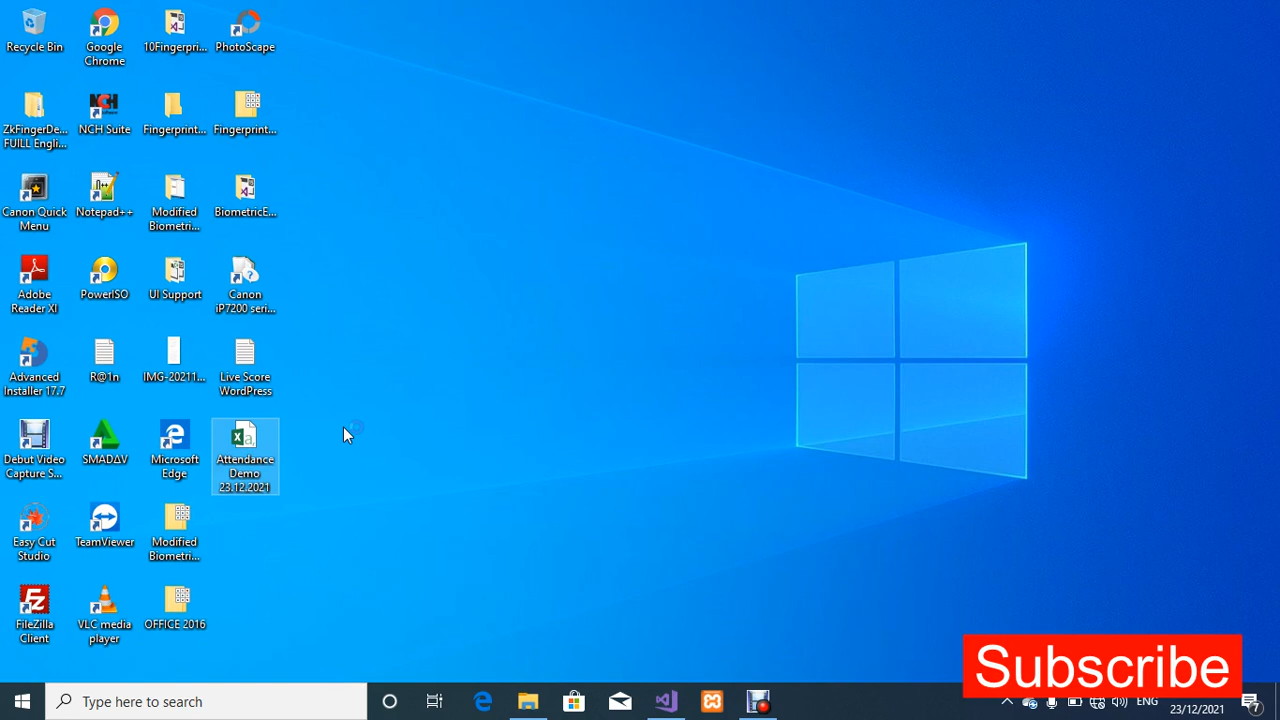 Recycle Bin
Google
Chrome
10Fingerpri...
PhotoScape
ZkFingerDe...
FUILL Engli...
NCH Suite
Fingerprint...
Fingerprint...
Canon Quick
Menu
Notepad++
Modified
Biometri...
BiometricE...
Adobe
Reader XI
PowerISO
UI Support
Canon
iP7200 seri...
Advanced
Installer 17.7
R@1n
IMG-20211...
Live Score
WordPress
Debut Video
Capture S...
SMADΔV
Microsoft
Edge
Attendance
Demo
23.12.2021
Easy Cut
Studio
TeamViewer
Modified
Biometri...
FileZilla
Client
VLC media
player
OFFICE 2016
Subscribe
Type here to search
ENG
23/12/2021
7